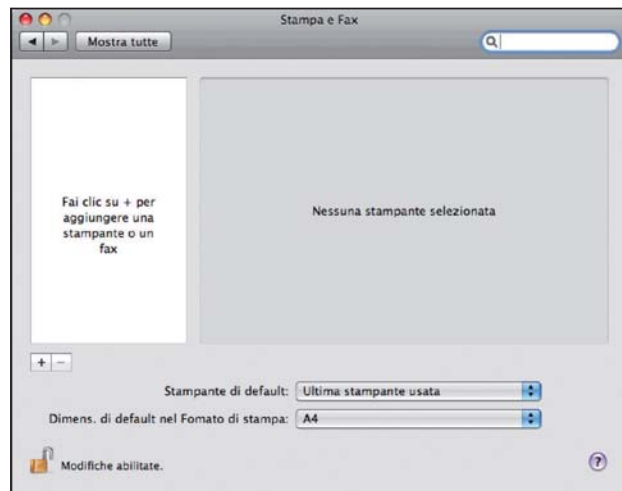 Stampa e Fax
Mostra tutte
Fai clic su + per
aggiungere una
stampante o un
fax
Nessuna stampante selezionata
+ −
Stampante di default: Ultima stampante usata
Dimens. di default nel Fomato di stampa: A4
Modifiche abilitate.
?